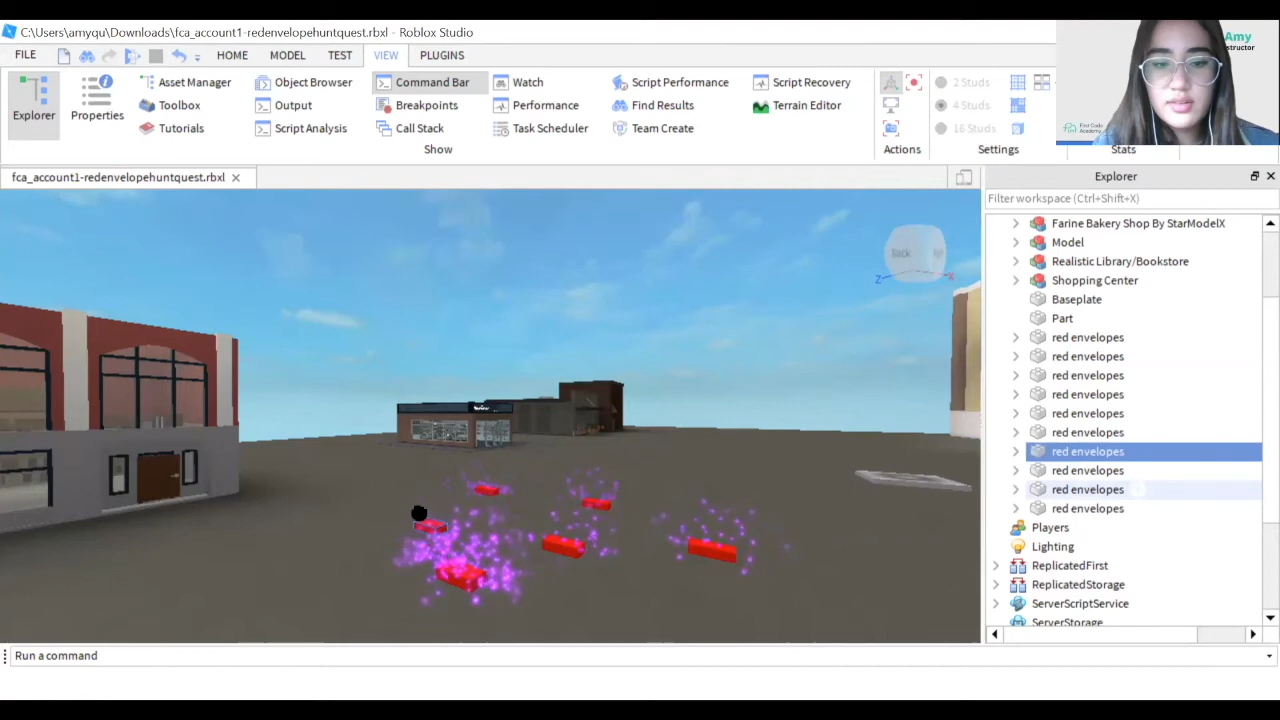 C:\Users\amyqu\Downloads\fca_account1-redenvelopehuntquest.rbxl - Roblox Studio
Amy
structor
First Code
Academy
FILE HOME MODEL TEST VIEW PLUGINS
Explorer
Properties
Asset Manager
Toolbox
Tutorials
Object Browser
Output
Script Analysis
Command Bar
Breakpoints
Call Stack
Watch
Performance
Task Scheduler
Script Performance
Find Results
Team Create
Script Recovery
Terrain Editor
Show
Actions
2 Studs
4 Studs
16 Studs
Settings
Stats
fca_account1-redenvelopehuntquest.rbxl
Explorer
Filter workspace (Ctrl+Shift+X)
Farine Bakery Shop By StarModelX
Model
Realistic Library/Bookstore
Shopping Center
Baseplate
Part
red envelopes
red envelopes
red envelopes
red envelopes
red envelopes
red envelopes
red envelopes
red envelopes
red envelopes
red envelopes
Players
Lighting
ReplicatedFirst
ReplicatedStorage
ServerScriptService
ServerStorage
Back
Z
X
Run a command